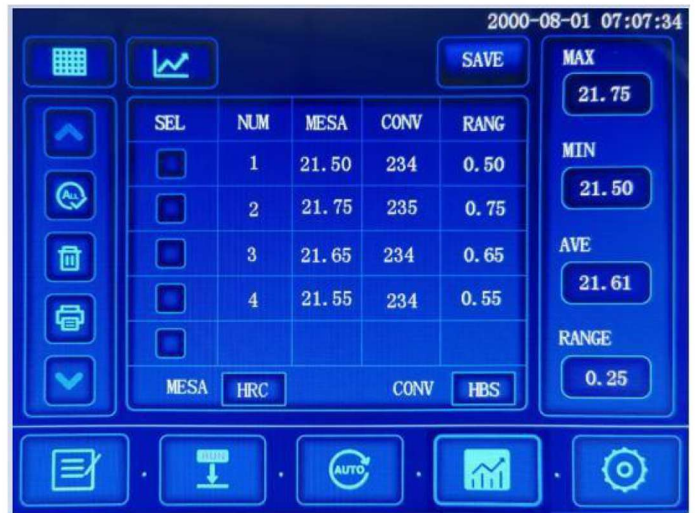 2000-08-01 07:07:34
SAVE
MAX
21.75
SEL NUM MESA CONV RANG
1 21.50 234 0.50
2 21.75 235 0.75
3 21.65 234 0.65
4 21.55 234 0.55
MESA HRC CONV HBS
MIN
21.50
AVE
21.61
RANGE
0.25
ALL
RUN
AUTO